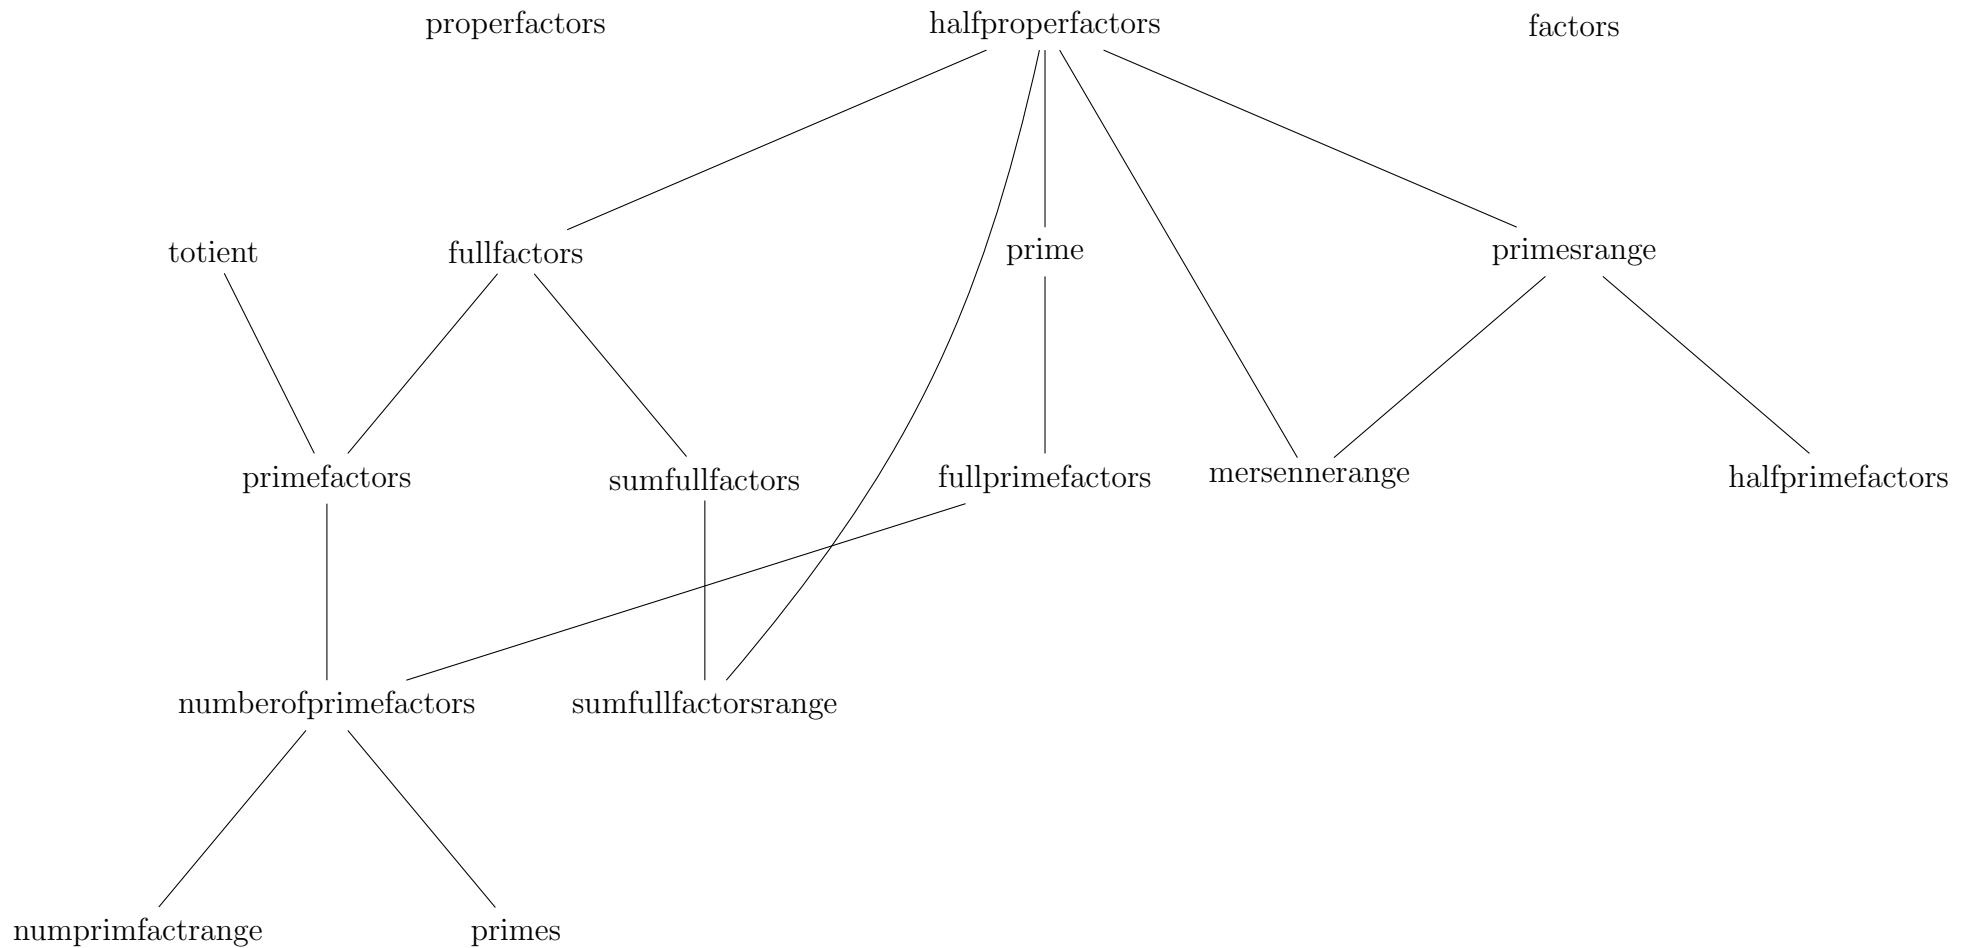 properfactors
halfproperfactors
factors
totient
fullfactors
prime
primesrange
primefactors
sumfullfactors
fullprimefactors
mersennerange
halfprimefactors
numberofprimefactors
sumfullfactorsrange
numprimfactrange
primes